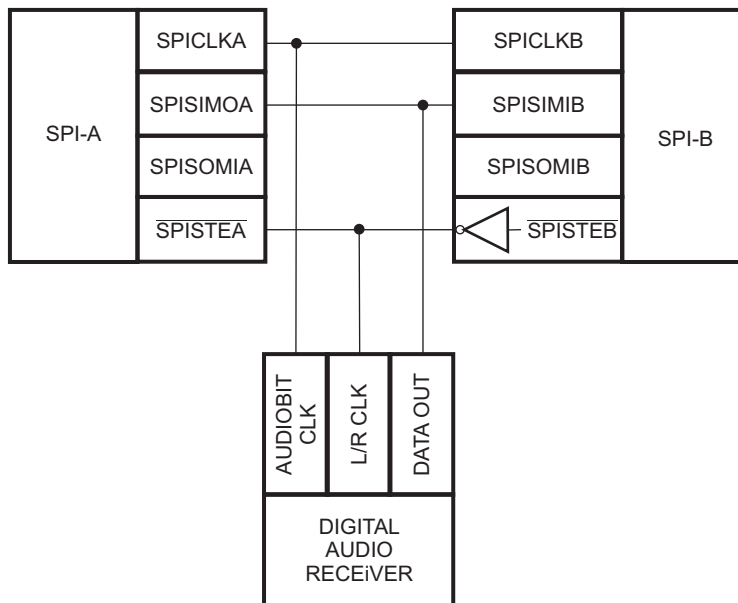 SPI-A
SPICLKA
SPISIMOA
SPISOMIA
SPISTEA
SPICLKB
SPISIMIB
SPISOMIB
SPISTEB
SPI-B
AUDIOBIT
CLK
L/R CLK
DATA OUT
DIGITAL
AUDIO
RECEiVER